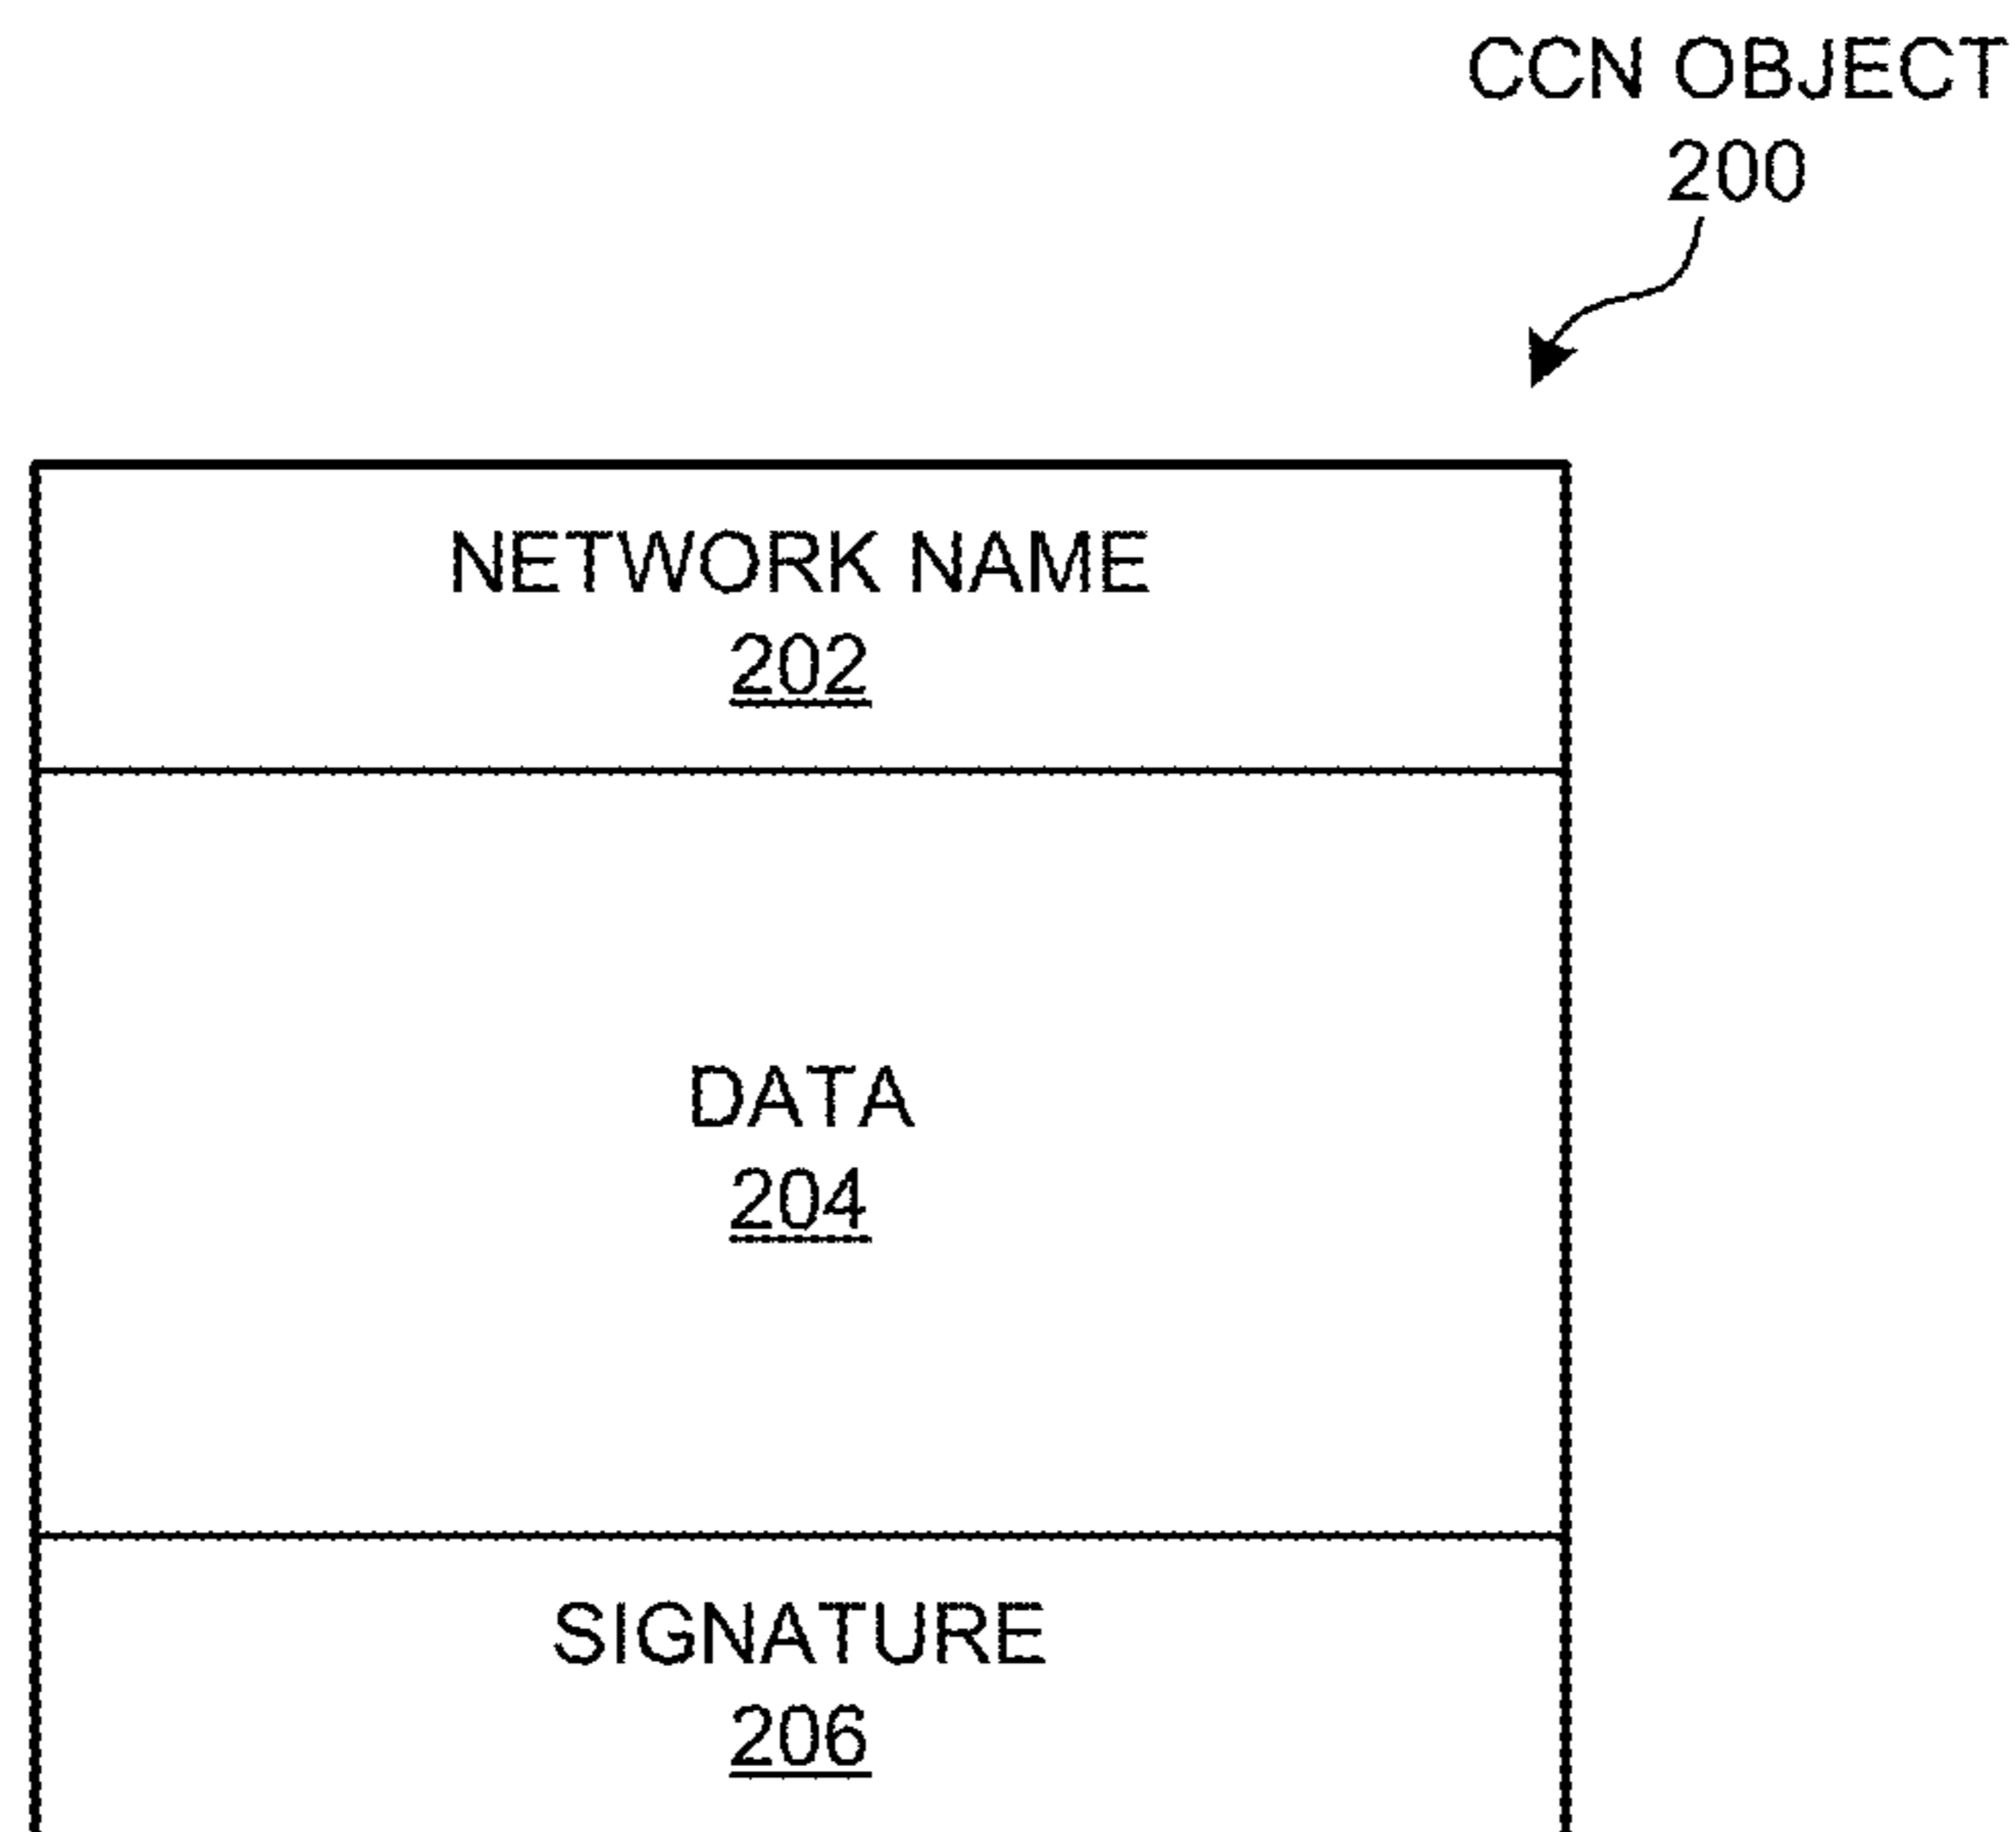 CCN OBJECT
200
NETWORK NAME
202
DATA
204
SIGNATURE
206